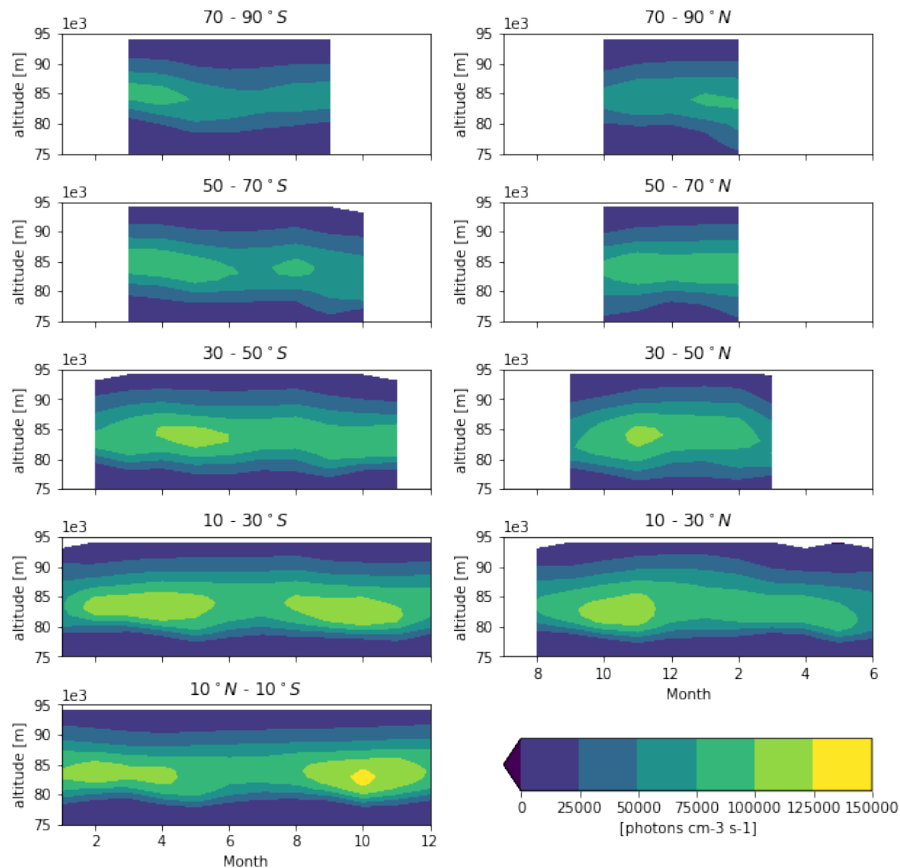 70 - 90°S
1e3
altitude [m]
95
90
85
80
75
70 - 90°N
1e3
altitude [m]
95
90
85
80
75
50 - 70°S
1e3
altitude [m]
95
90
85
80
75
50 - 70°N
1e3
altitude [m]
95
90
85
80
75
30 - 50°S
1e3
altitude [m]
95
90
85
80
75
30 - 50°N
1e3
altitude [m]
95
90
85
80
75
10 - 30°S
1e3
altitude [m]
95
90
85
80
75
10 - 30°N
1e3
altitude [m]
95
90
85
80
75
8 10 12 2 4 6
Month
10°N - 10°S
1e3
altitude [m]
95
90
85
80
75
2 4 6 8 10 12
Month
0 25000 50000 75000 100000 125000 150000
[photons cm-3 s-1]